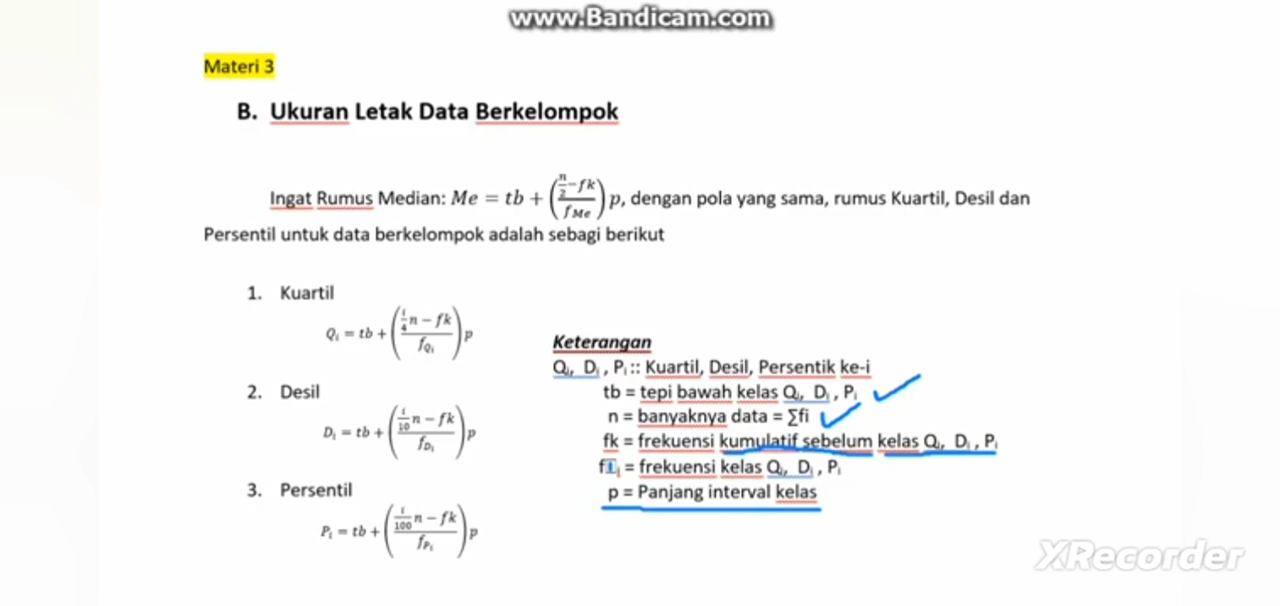 www.Bandicam.com
Materi 3
B. Ukuran Letak Data Berkelompok
Ingat Rumus Median: Me = tb + ((n/2 − fk)/f_Me) p, dengan pola yang sama, rumus Kuartil, Desil dan
Persentil untuk data berkelompok adalah sebagi berikut
1. Kuartil
Q_i = tb + ((i/4 n − fk)/f_Q_i) p
2. Desil
D_i = tb + ((i/10 n − fk)/f_D_i) p
3. Persentil
P_i = tb + ((i/100 n − fk)/f_P_i) p
Keterangan
Q_i, D_i, P_i :: Kuartil, Desil, Persentik ke-i
tb = tepi bawah kelas Q_i, D_i, P_i
n = banyaknya data = ∑fi
fk = frekuensi kumulatif sebelum kelas Q_i, D_i, P_i
= frekuensi kelas Q_i, D_i, P_i
p = Panjang interval kelas
XRecorder